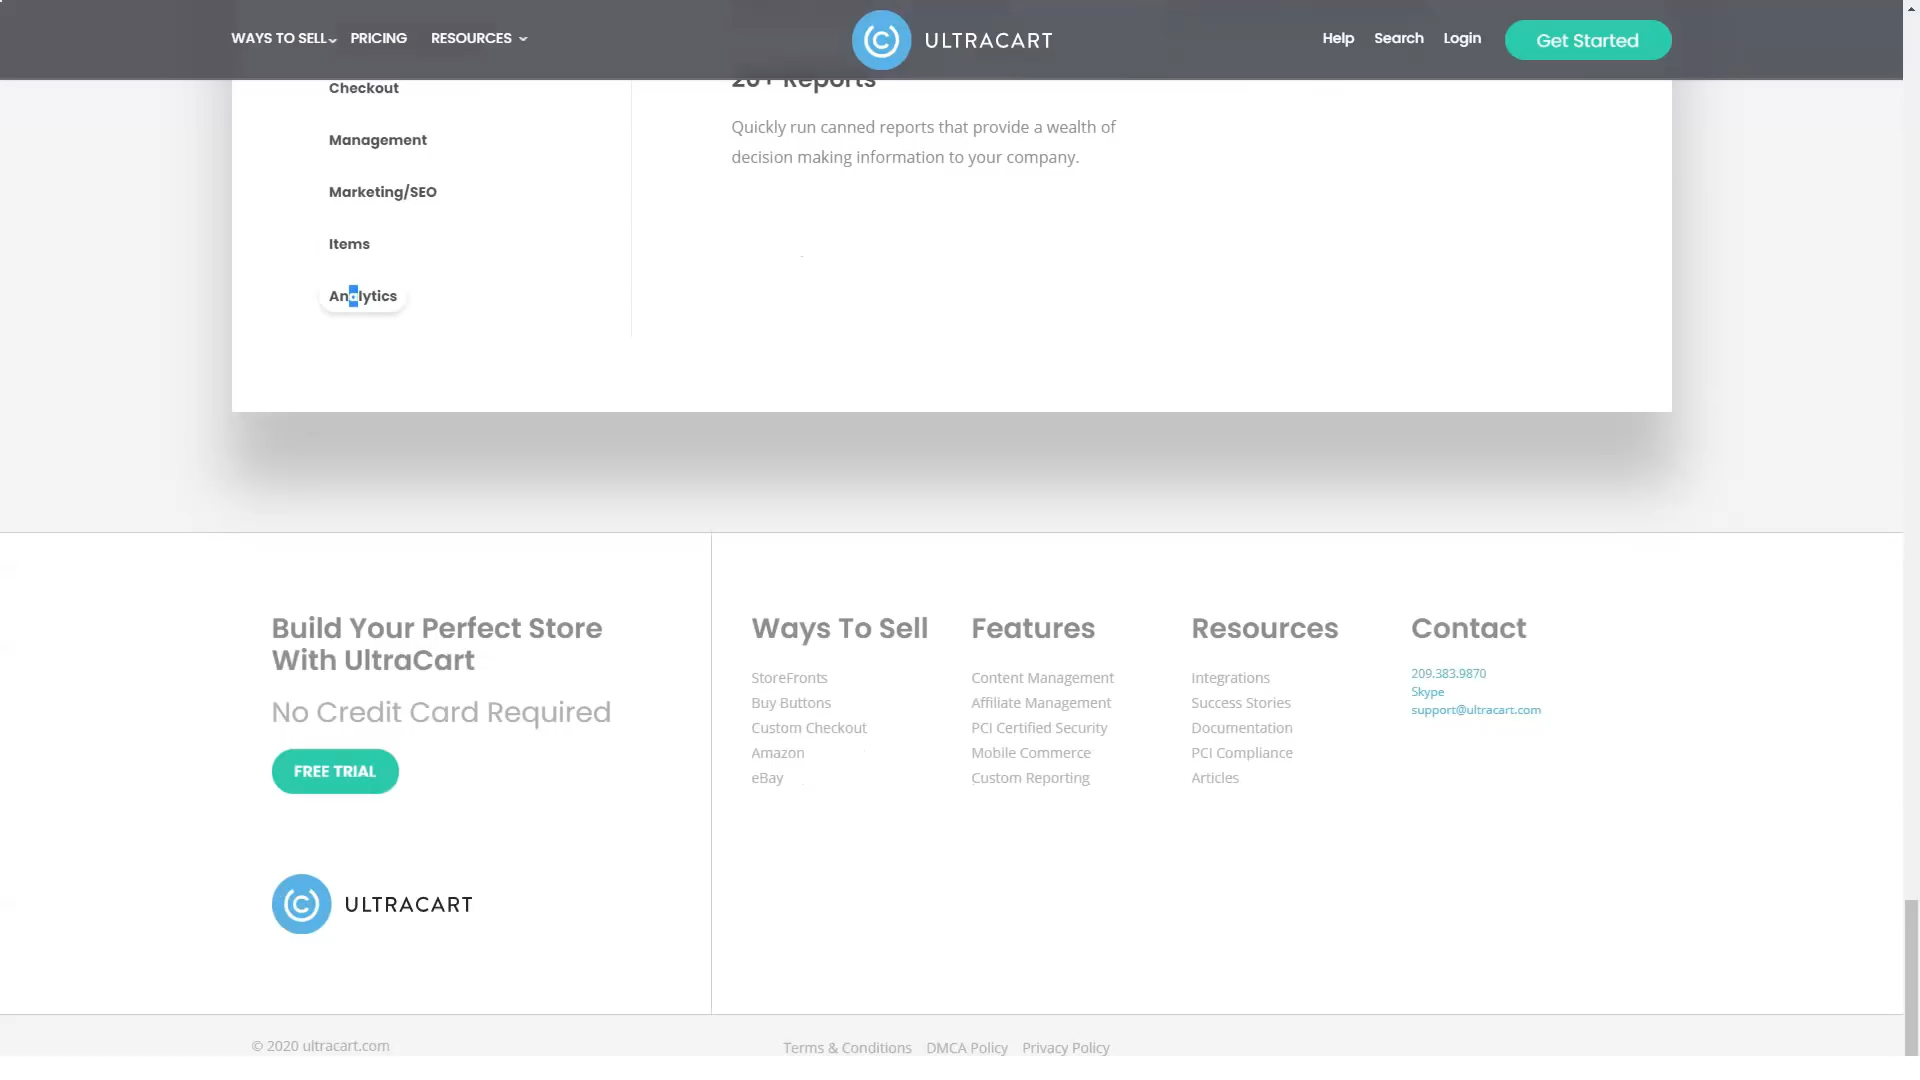 WAYS TO SELL PRICING RESOURCES
ULTRACART
Help Search Login Get Started
Checkout
Management
Marketing/SEO
Items
Analytics
20+ Reports
Quickly run canned reports that provide a wealth of
decision making information to your company.
Build Your Perfect Store
With UltraCart
No Credit Card Required
FREE TRIAL
ULTRACART
Ways To Sell
StoreFronts
Buy Buttons
Custom Checkout
Amazon
eBay
Features
Content Management
Affiliate Management
PCI Certified Security
Mobile Commerce
Custom Reporting
Resources
Integrations
Success Stories
Documentation
PCI Compliance
Articles
Contact
209.383.9870
Skype
support@ultracart.com
© 2020 ultracart.com
Terms & Conditions DMCA Policy Privacy Policy